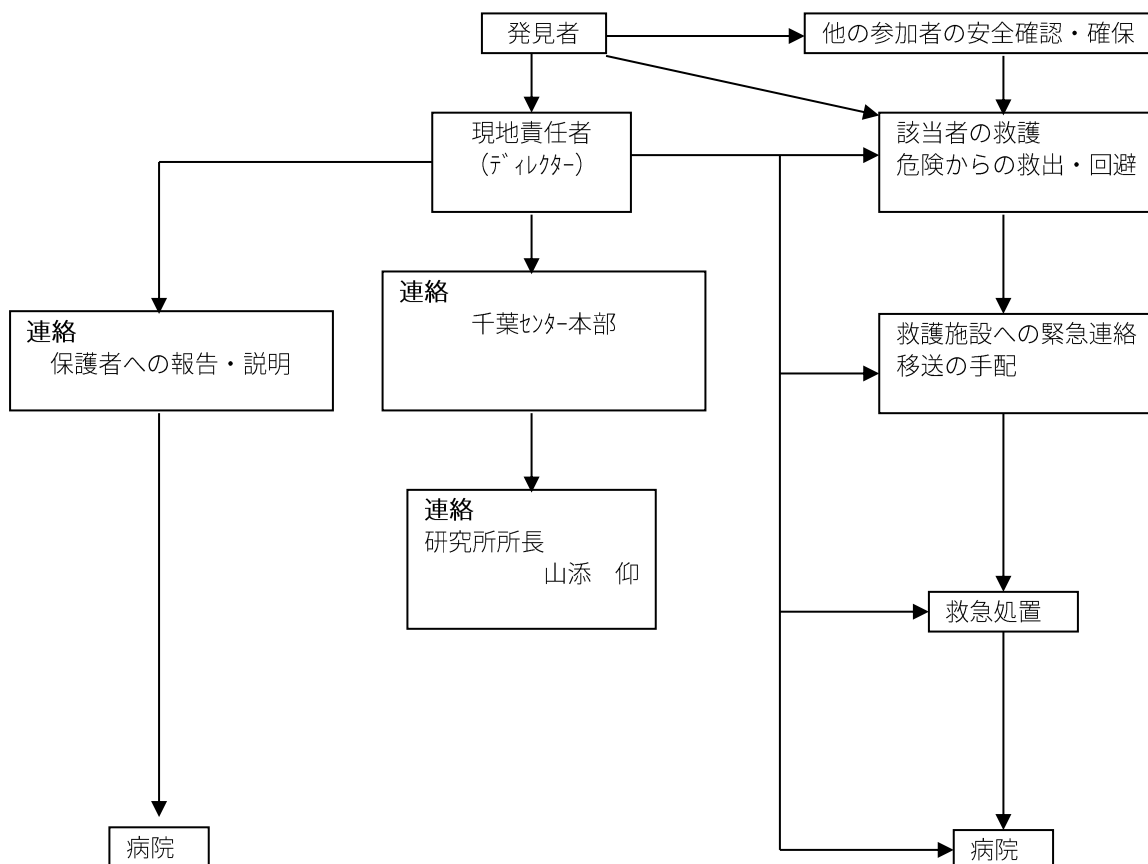 発見者
他の参加者の安全確認・確保
現地責任者
(ディレクター)
該当者の救護
危険からの救出・回避
連絡
千葉センター本部
連絡
保護者への報告・説明
救護施設への緊急連絡
移送の手配
連絡
研究所所長
山添　仰
救急処置
病院
病院